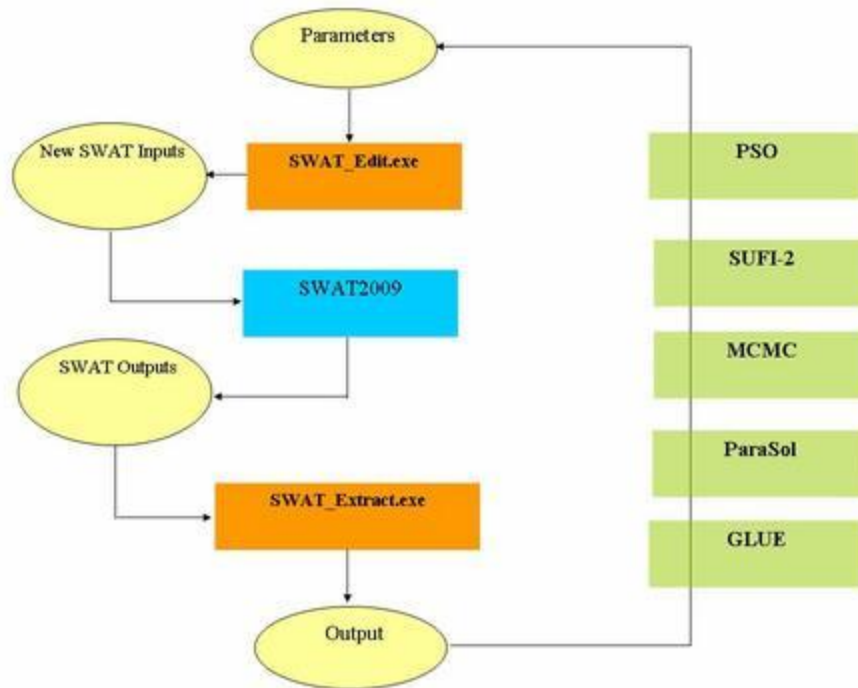 Parameters
New SWAT Inputs
SWAT_Edit.exe
PSO
SUFI-2
SWAT2009
MCMC
SWAT Outputs
ParaSol
SWAT_Extract.exe
GLUE
Output